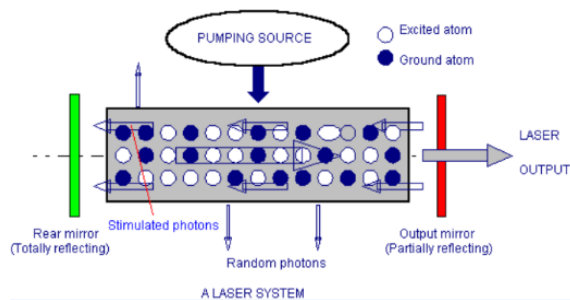 PUMPING SOURCE
Excited atom
Ground atom
LASER
OUTPUT
Stimulated photons
Rear mirror
(Totally reflecting)
Random photons
Output mirror
(Partially reflecting)
A LASER SYSTEM